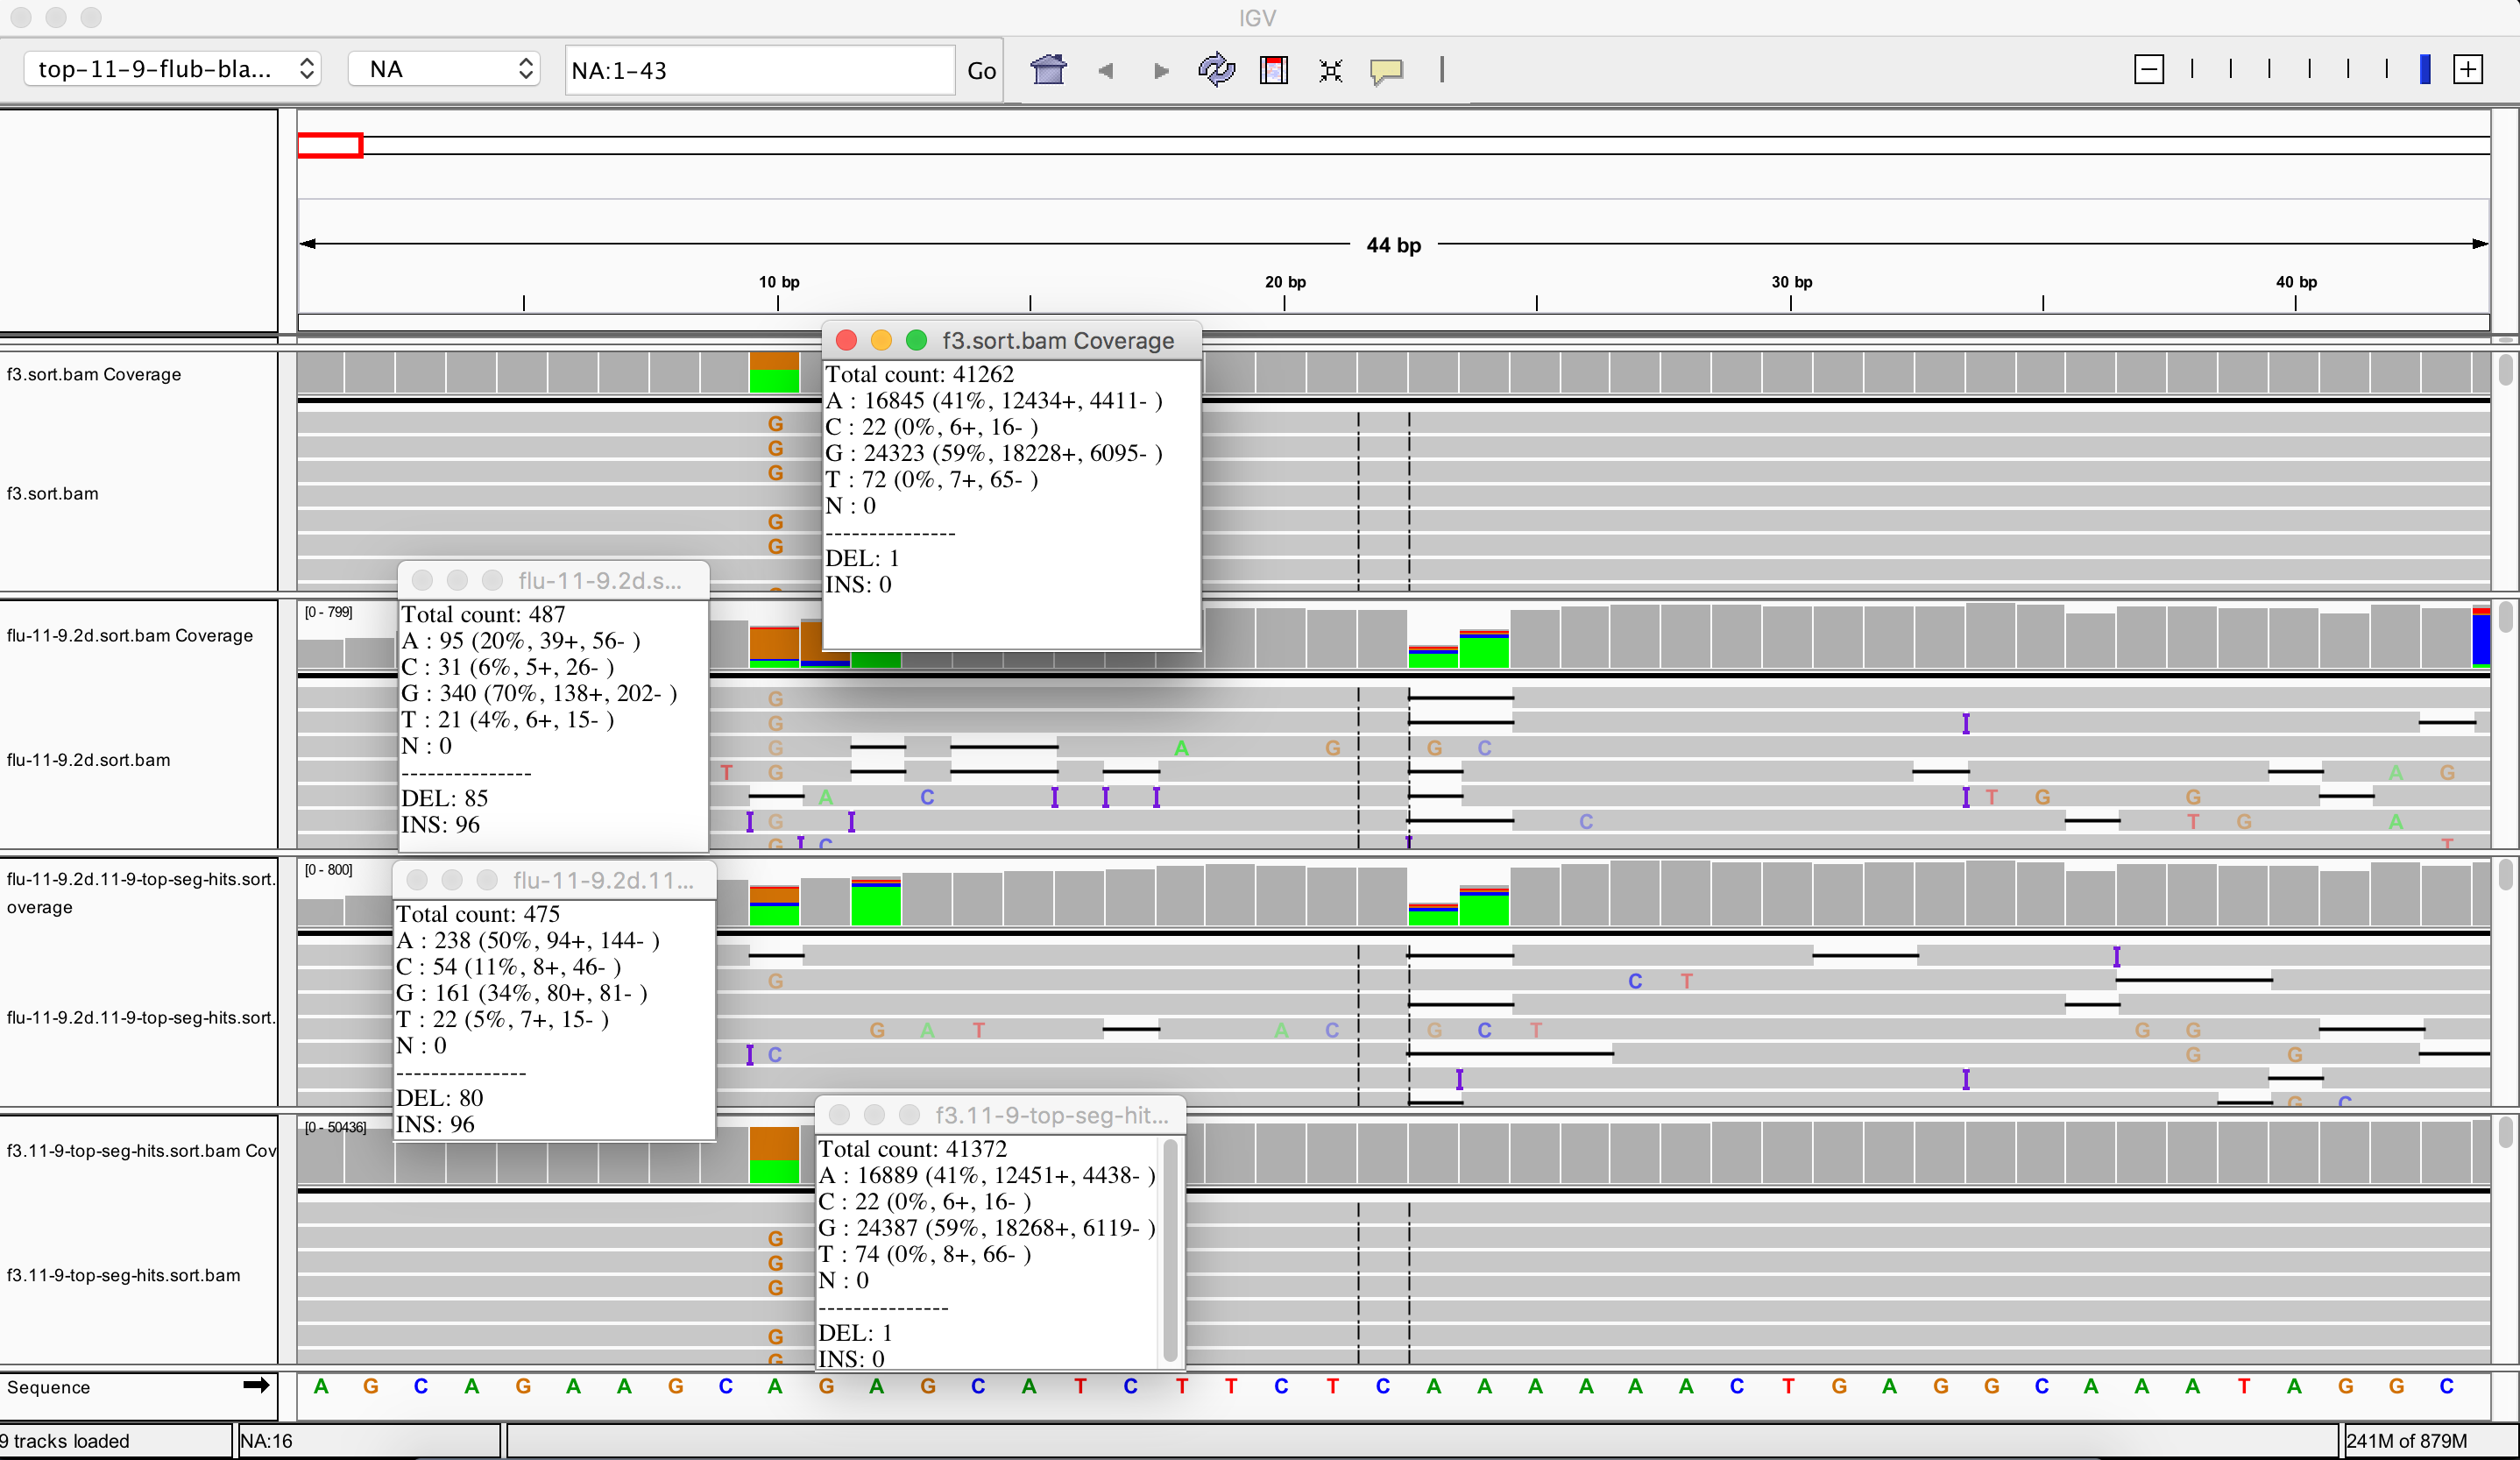 IGV
top-11-9-flub-bla...
NA
NA:1-43
Go
44 bp
10 bp 20 bp 30 bp 40 bp
f3.sort.bam Coverage
f3.sort.bam Coverage
Total count: 41262
A : 16845 (41%, 12434+, 4411- )
C : 22 (0%, 6+, 16- )
G : 24323 (59%, 18228+, 6095- )
T : 72 (0%, 7+, 65- )
N : 0
---------------
DEL: 1
INS: 0
f3.sort.bam
G
G
G
G
G
flu-11-9.2d.s...
Total count: 487
A : 95 (20%, 39+, 56- )
C : 31 (6%, 5+, 26- )
G : 340 (70%, 138+, 202- )
T : 21 (4%, 6+, 15- )
N : 0
---------------
DEL: 85
INS: 96
flu-11-9.2d.sort.bam Coverage
[0 - 799]
flu-11-9.2d.sort.bam
G
G
G A G G C
T G A G
A C T G G
G C T G A
G C T
flu-11-9.2d.11-9-top-seg-hits.sort.
overage
[0 - 800]
flu-11-9.2d.11...
Total count: 475
A : 238 (50%, 94+, 144- )
C : 54 (11%, 8+, 46- )
G : 161 (34%, 80+, 81- )
T : 22 (5%, 7+, 15- )
N : 0
---------------
DEL: 80
INS: 96
flu-11-9.2d.11-9-top-seg-hits.sort.
G C T
G A T A C G C T G G
C G G
G C
f3.11-9-top-seg-hits.sort.bam Cov
[0 - 50436]
f3.11-9-top-seg-hit...
Total count: 41372
A : 16889 (41%, 12451+, 4438- )
C : 22 (0%, 6+, 16- )
G : 24387 (59%, 18268+, 6119- )
T : 74 (0%, 8+, 66- )
N : 0
---------------
DEL: 1
INS: 0
f3.11-9-top-seg-hits.sort.bam
G
G
G
G
G
Sequence A G C A G A A G C A G A G C A T C T T C T C A A A A A A C T G A G G C A A A T A G G C
9 tracks loaded
NA:16
241M of 879M